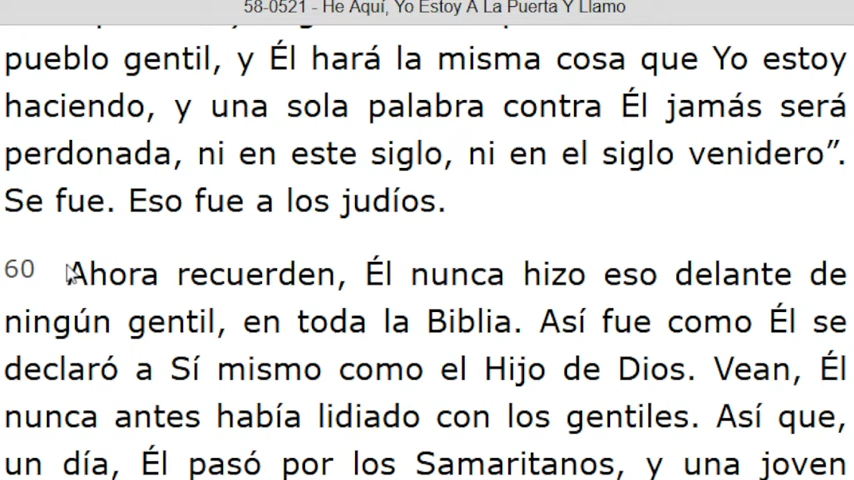 58-0521 - He Aquí, Yo Estoy A La Puerta Y Llamo
pueblo gentil, y Él hará la misma cosa que Yo estoy
haciendo, y una sola palabra contra Él jamás será
perdonada, ni en este siglo, ni en el siglo venidero”.
Se fue. Eso fue a los judíos.
60 Ahora recuerden, Él nunca hizo eso delante de
ningún gentil, en toda la Biblia. Así fue como Él se
declaró a Sí mismo como el Hijo de Dios. Vean, Él
nunca antes había lidiado con los gentiles. Así que,
un día, Él pasó por los Samaritanos, y una joven